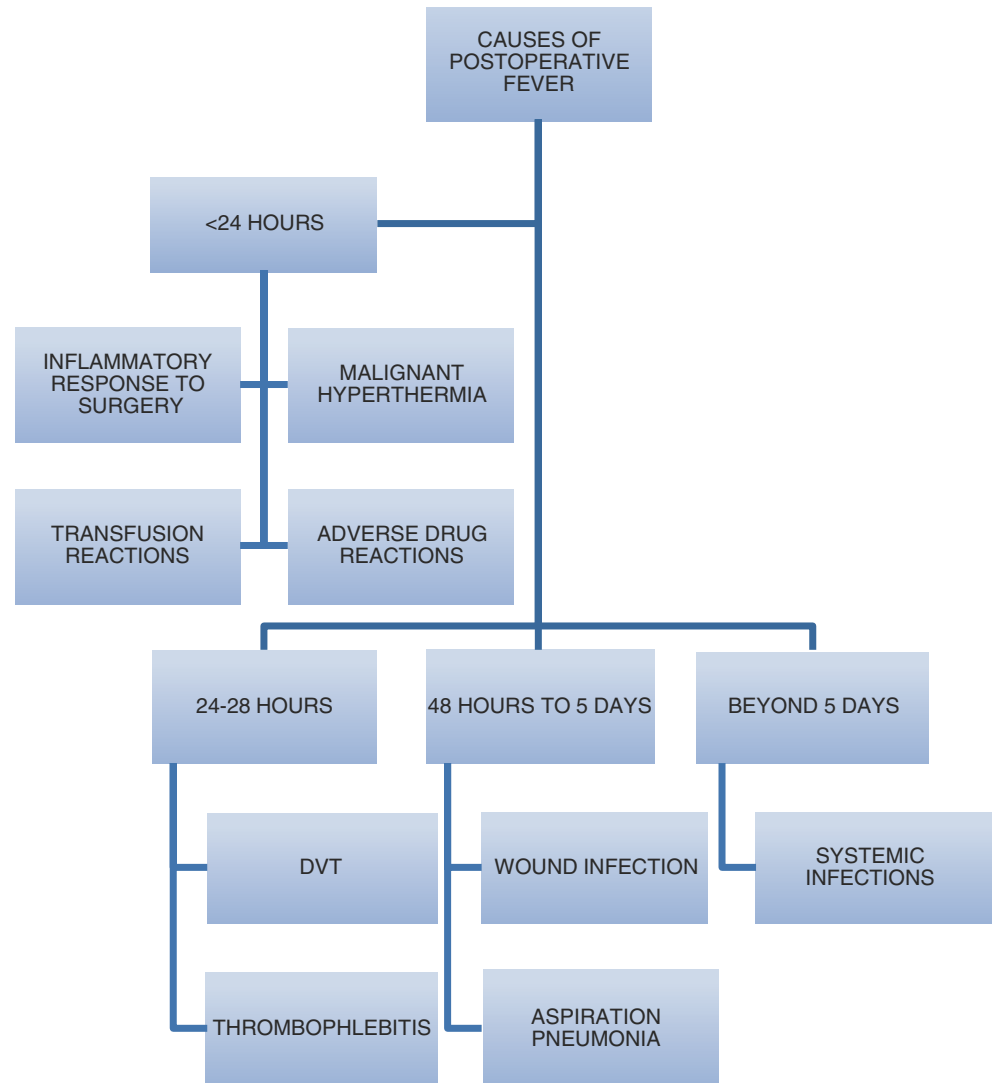 CAUSES OF
POSTOPERATIVE
FEVER
<24 HOURS
INFLAMMATORY
RESPONSE TO
SURGERY
MALIGNANT
HYPERTHERMIA
TRANSFUSION
REACTIONS
ADVERSE DRUG
REACTIONS
24-28 HOURS
48 HOURS TO 5 DAYS
BEYOND 5 DAYS
DVT
WOUND INFECTION
SYSTEMIC
INFECTIONS
THROMBOPHLEBITIS
ASPIRATION
PNEUMONIA